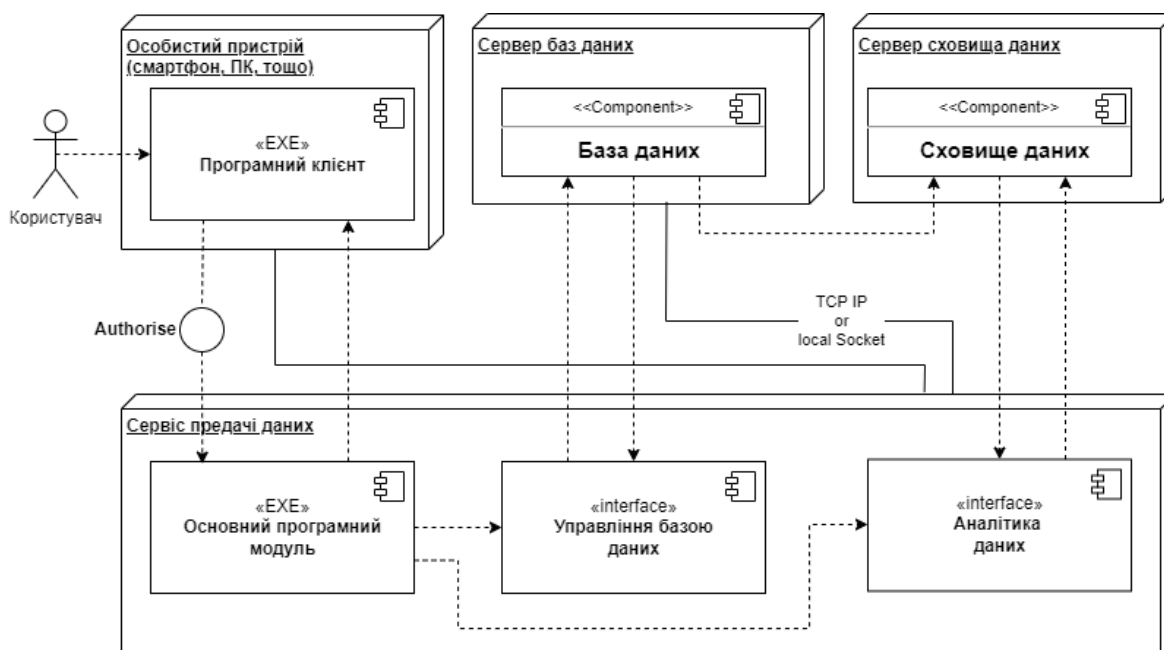 Особистий пристрій
(смартфон, ПК, тощо)
«EXE»
Програмний клієнт
Користувач
Сервер баз даних
<<Component>>
База даних
Сервер сховища даних
<<Component>>
Сховище даних
Authorise
TCP IP
or
local Socket
Сервіс предачі даних
«EXE»
Основний програмний
модуль
«interface»
Управління базою
даних
«interface»
Аналітика
даних